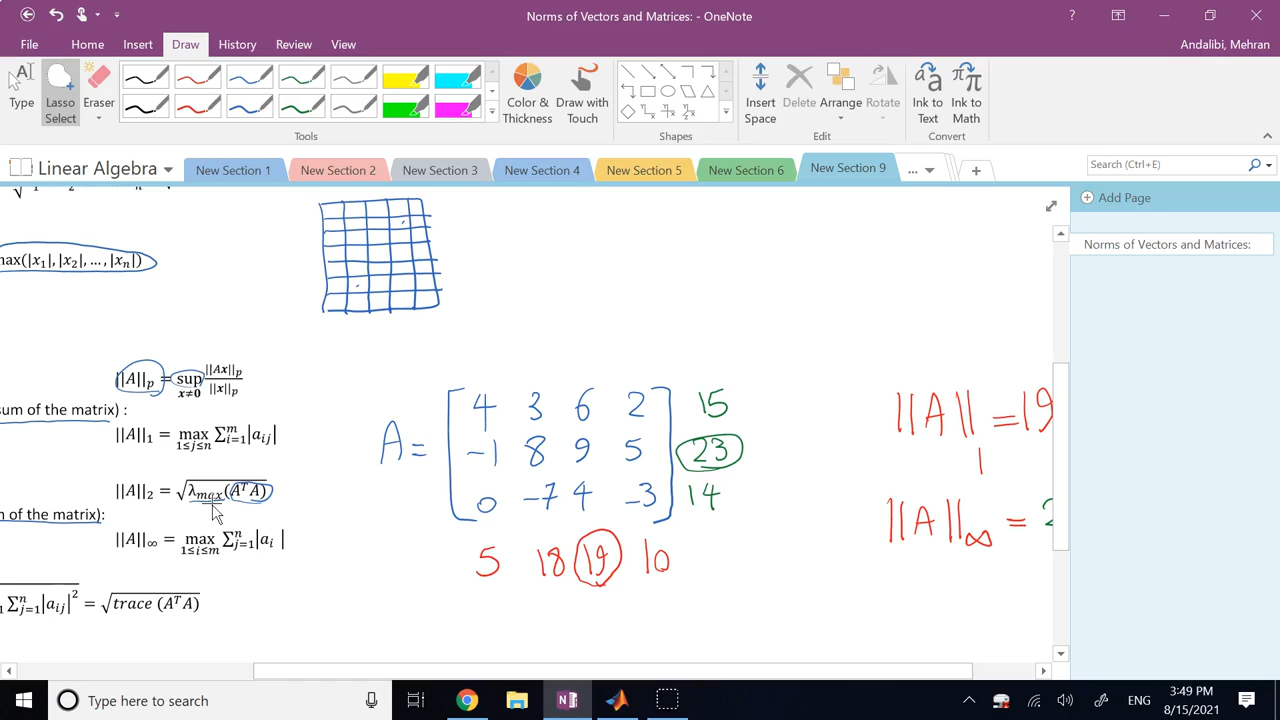 Norms of Vectors and Matrices: - OneNote
File Home Insert Draw History Review View
Andalibi, Mehran
Type
Lasso Select
Eraser
Color & Thickness
Draw with Touch
Insert Space
Delete
Arrange
Rotate
Ink to Text
Ink to Math
Tools
Shapes
Edit
Convert
Linear Algebra
New Section 1
New Section 2
New Section 3
New Section 4
New Section 5
New Section 6
New Section 9
...
Search (Ctrl+E)
Add Page
Norms of Vectors and Matrices:
max(|x₁|, |x₂|, …, |xₙ|)
||A||ₚ = sup x≠0 ||Ax||ₚ / ||x||ₚ
sum of the matrix) :
||A||₁ = max 1≤j≤n ∑ᵢ₌₁ᵐ |aᵢⱼ|
||A||₂ = √λₘₐₓ(AᵀA)
m of the matrix):
||A||∞ = max 1≤i≤m ∑ⱼ₌₁ⁿ |aᵢ |
∑ⱼ₌₁ⁿ |aᵢⱼ|² = √trace (AᵀA)
A =
4 3 6 2 15
-1 8 9 5 23
0 -7 4 -3 14
5 18 19 10
||A||₁ = 19
||A||∞ = 2
Type here to search
ENG
3:49 PM
8/15/2021